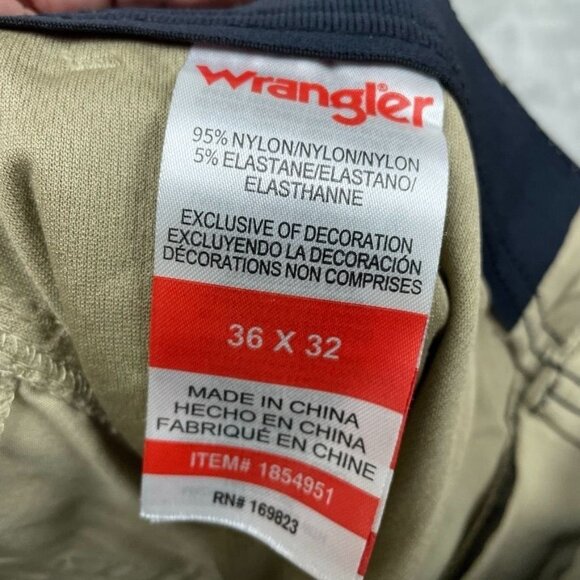 Wrangler
95% NYLON/NYLON/NYLON
5% ELASTANE/ELASTANO/
ELASTHANNE
EXCLUSIVE OF DECORATION
EXCLUYENDO LA DECORACIÓN
DÉCORATIONS NON COMPRISES
36 X 32
MADE IN CHINA
HECHO EN CHINA
FABRIQUÉ EN CHINE
ITEM# 1854951
RN# 169823